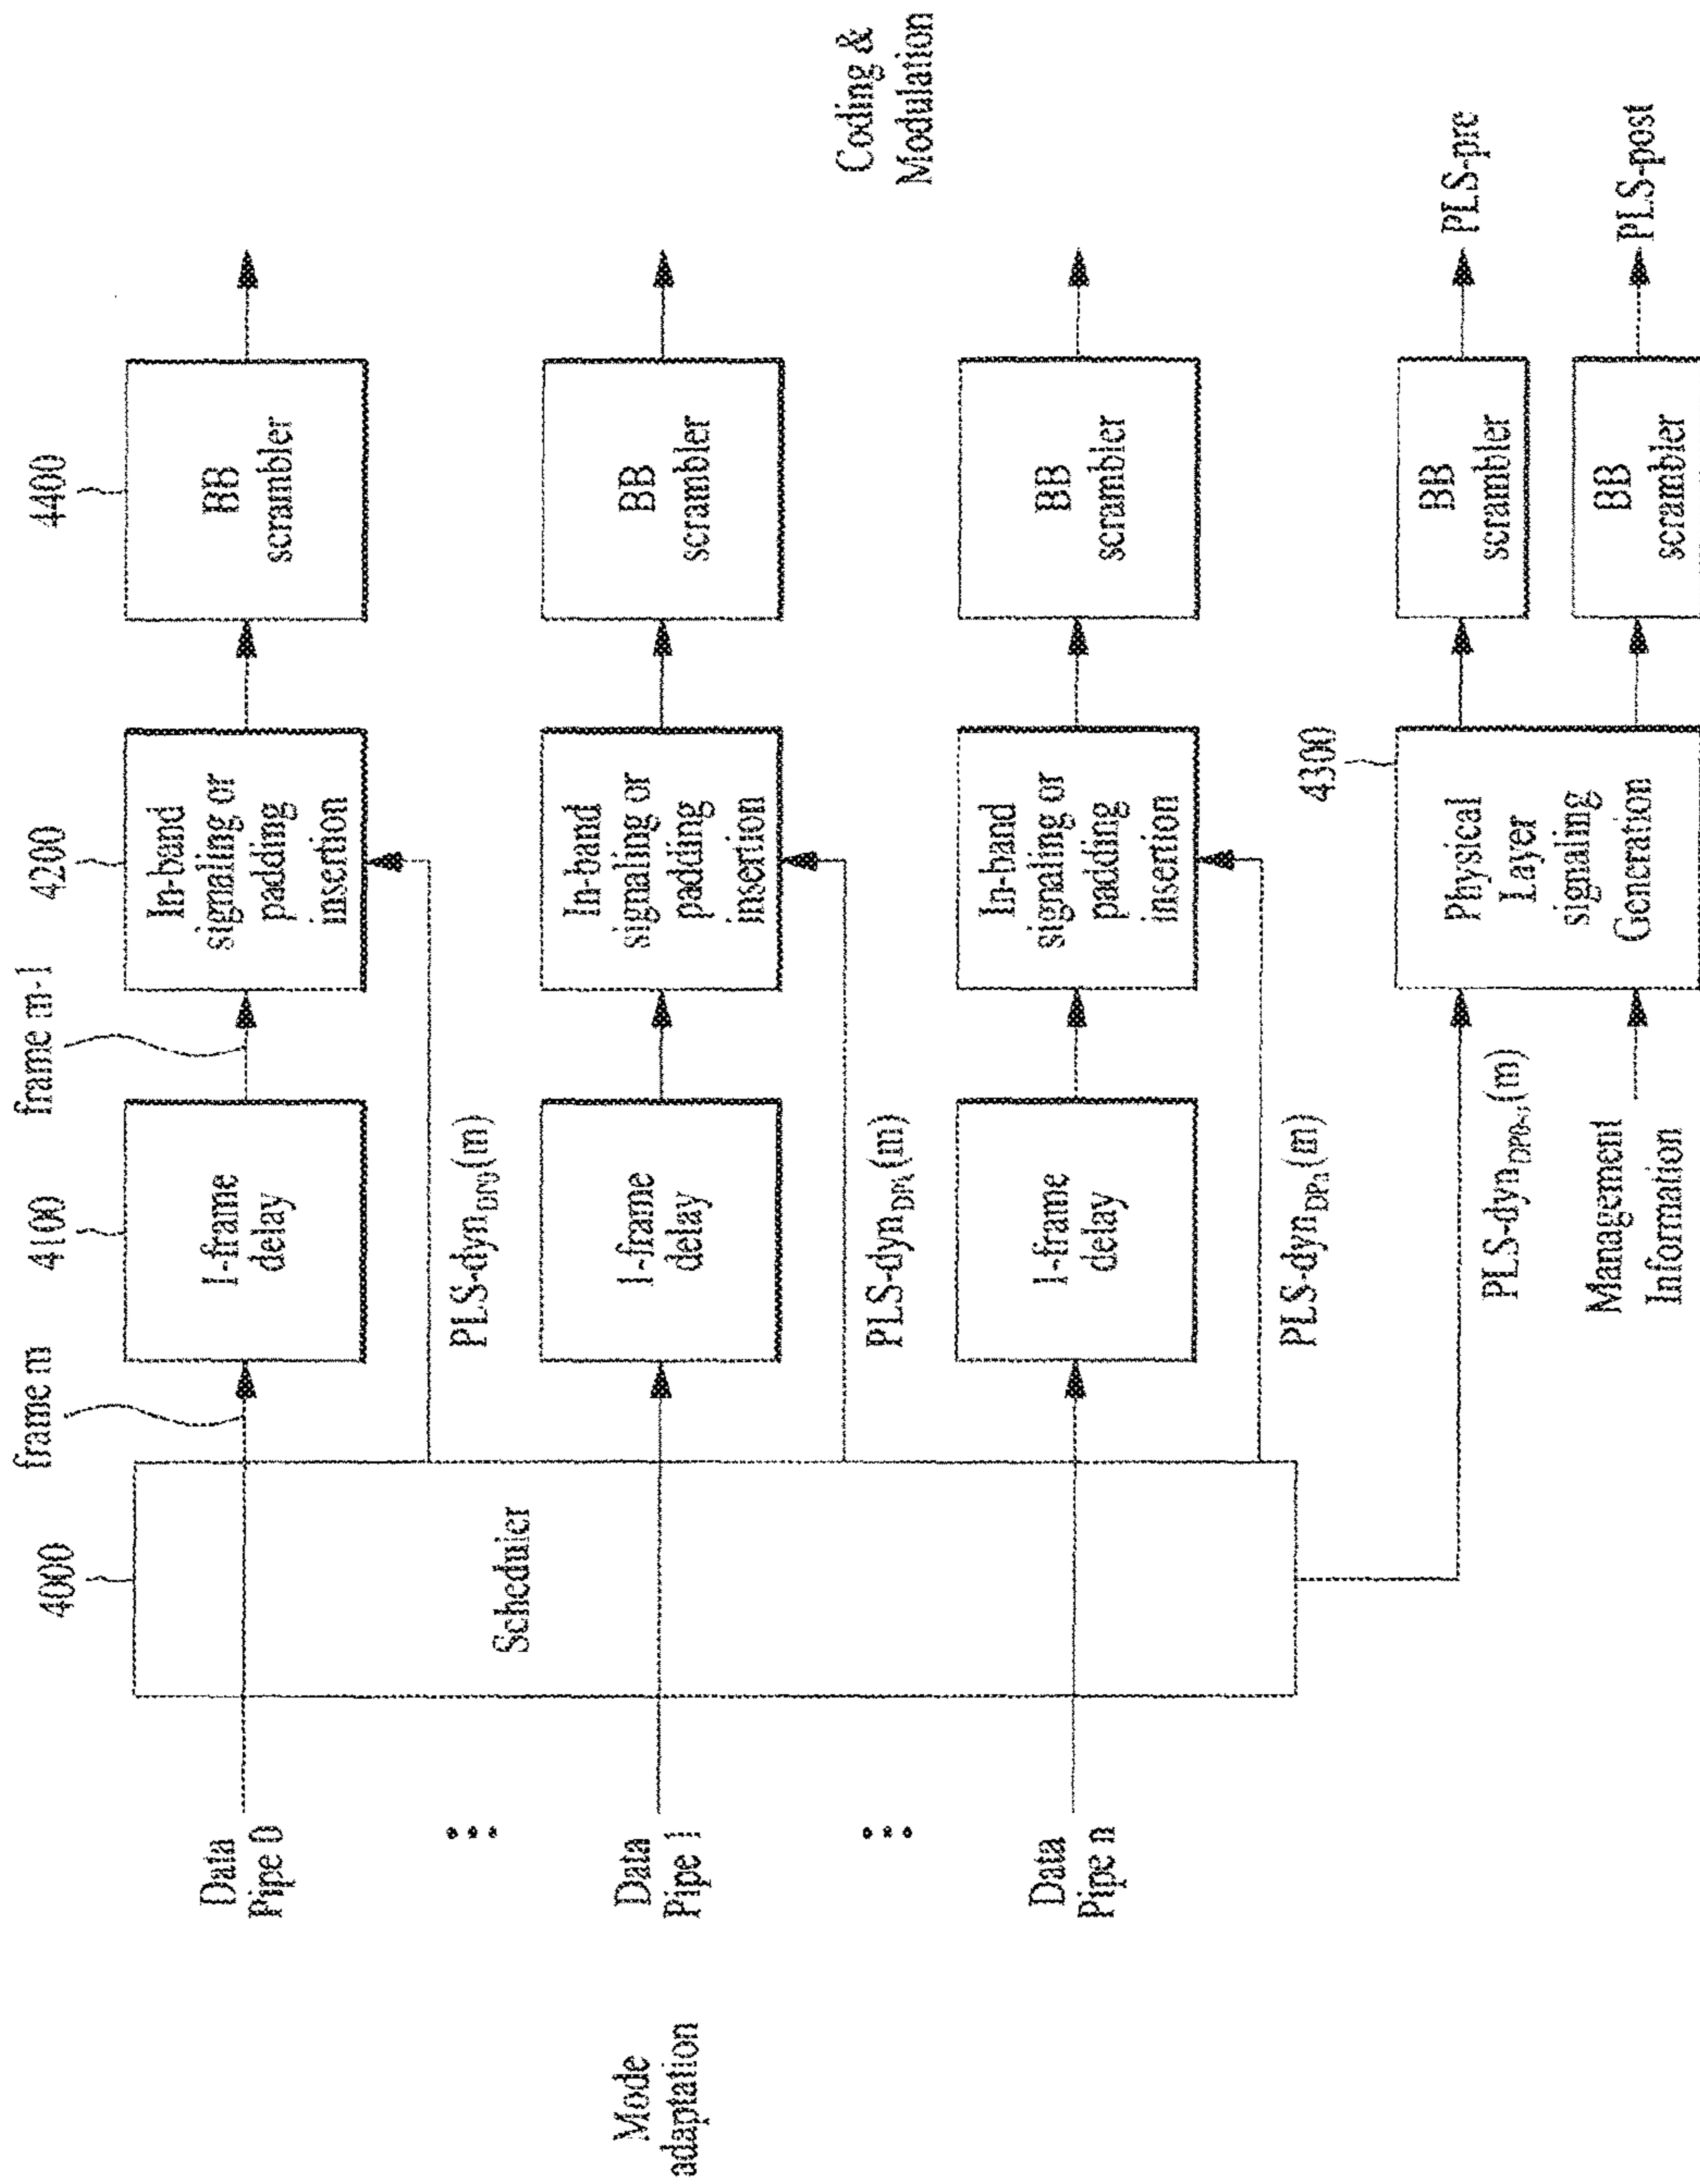 4000
frame m
4100
frame m-1
4200
4400
Data
Pipe 0
1-frame
delay
In-band
signaling or
padding
insertion
BB
scrambler
PLS-dyn
(m)
Mode
adaptation
Scheduler
Data
Pipe 1
1-frame
delay
In-band
signaling or
padding
insertion
BB
scrambler
Coding &
Modulation
PLS-dyn
(m)
Data
Pipe n
1-frame
delay
In-band
signaling or
padding
insertion
BB
scrambler
PLS-dyn
(m)
4300
Physical
Layer
signaling
Generation
BB
scrambler
PLS-pre
PLS-dyn
(m)
Management
Information
BB
scrambler
PLS-post